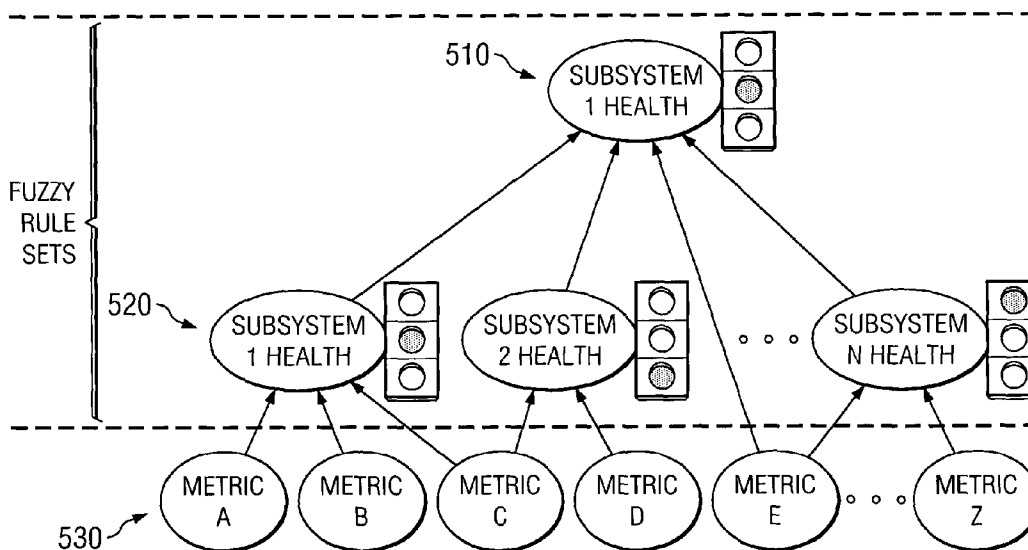 510
SUBSYSTEM
1 HEALTH
FUZZY
RULE
SETS
520
SUBSYSTEM
1 HEALTH
SUBSYSTEM
2 HEALTH
SUBSYSTEM
N HEALTH
METRIC
A
METRIC
B
METRIC
C
METRIC
D
METRIC
E
METRIC
Z
530